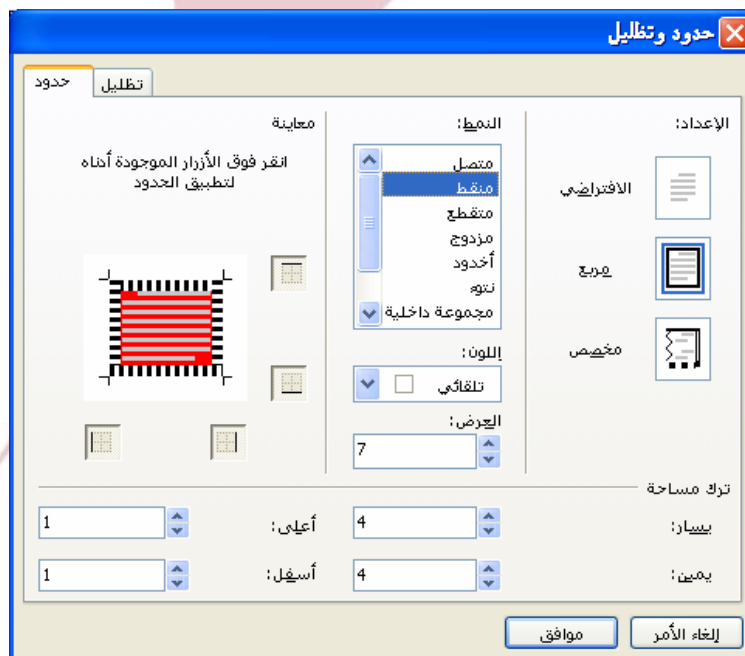 حدود وتظليل
حدود
تظليل
الإعداد:
الافتراضي
مربع
مخصص
النمط:
متصل
منقط
متقطع
مزدوج
أخدود
نتوء
مجموعة داخلية
اللون:
تلقائي
العرض:
7
معاينة
انقر فوق الأزرار الموجودة أدناه
لتطبيق الحدود
ترك مساحة
يسار: 4
أعلى: 1
يمين: 4
أسفل: 1
إلغاء الأمر
موافق